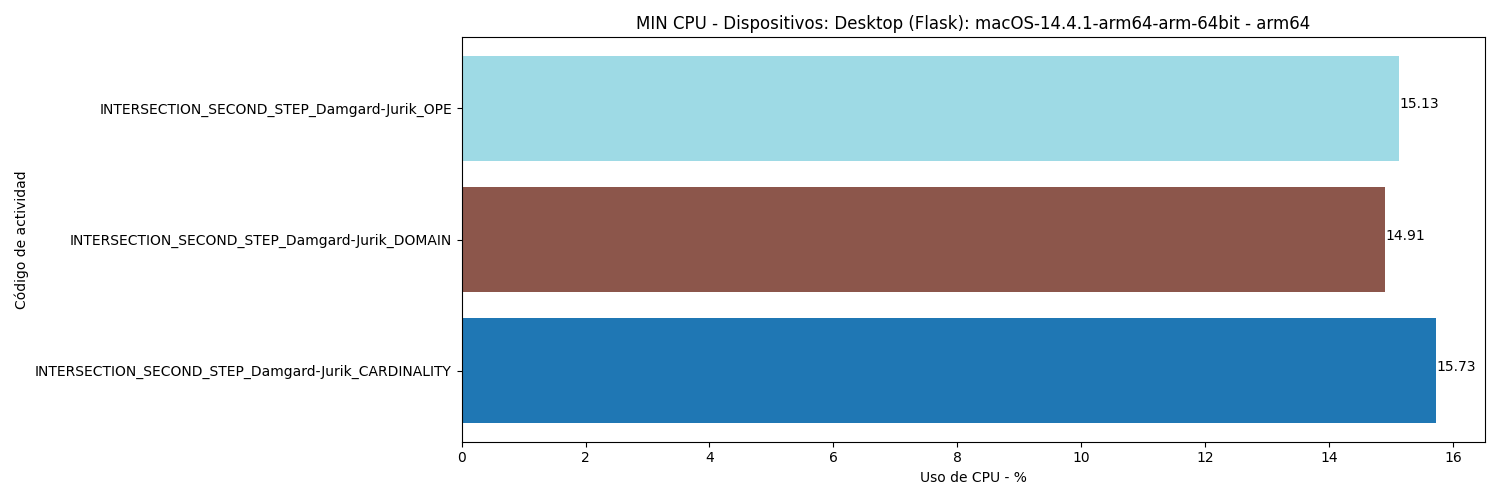 MIN CPU - Dispositivos: Desktop (Flask): macOS-14.4.1-arm64-arm-64bit - arm64
Código de actividad
INTERSECTION_SECOND_STEP_Damgard-Jurik_OPE
15.13
INTERSECTION_SECOND_STEP_Damgard-Jurik_DOMAIN
14.91
INTERSECTION_SECOND_STEP_Damgard-Jurik_CARDINALITY
15.73
0 2 4 6 8 10 12 14 16
Uso de CPU - %